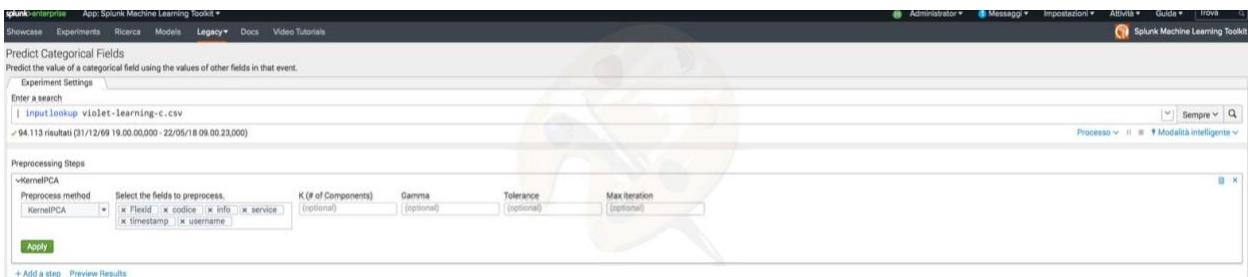 splunk>enterprise App: Splunk Machine Learning Toolkit Administrator Messaggi Impostazioni Attività Guida Trova
Showcase Experiments Ricerca Models Legacy Docs Video Tutorials Splunk Machine Learning Toolkit
Predict Categorical Fields
Predict the value of a categorical field using the values of other fields in that event.
Experiment Settings
Enter a search
| inputlookup violet-learning-c.csv Sempre
94.113 risultati (31/12/69 19.00.00,000 - 22/05/18 09.00.23,000) Processo Modalità intelligente
Preprocessing Steps
KernelPCA
Preprocess method Select the fields to preprocess. K (# of Components) Gamma Tolerance Max iteration
KernelPCA x FlexId x codice x info x service (optional) (optional) (optional) (optional)
x timestamp x username
Apply
+ Add a step Preview Results